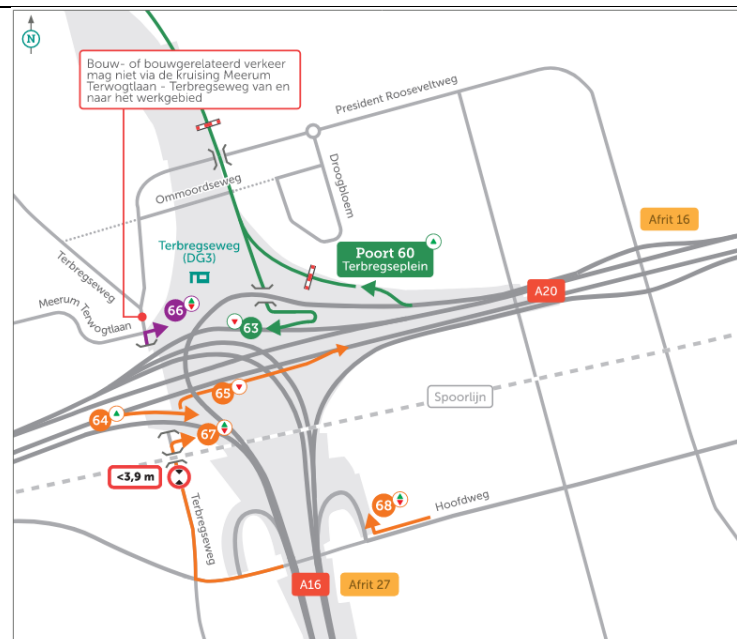 N
Bouw- of bouwgerelateerd verkeer
mag niet via de kruising Meerum
Terwogtlaan - Terbregseweg van en
naar het werkgebied
President Rooseveltweg
Droogbloem
Ommoordseweg
Afrit 16
Terbregseweg
(DG3)
Poort 60
Terbregseplein
Terbregseweg
Meerum Terwogtlaan
A20
66
63
65
Spoorlijn
64
67
<3,9 m
68
Hoofdweg
Terbregseweg
A16
Afrit 27